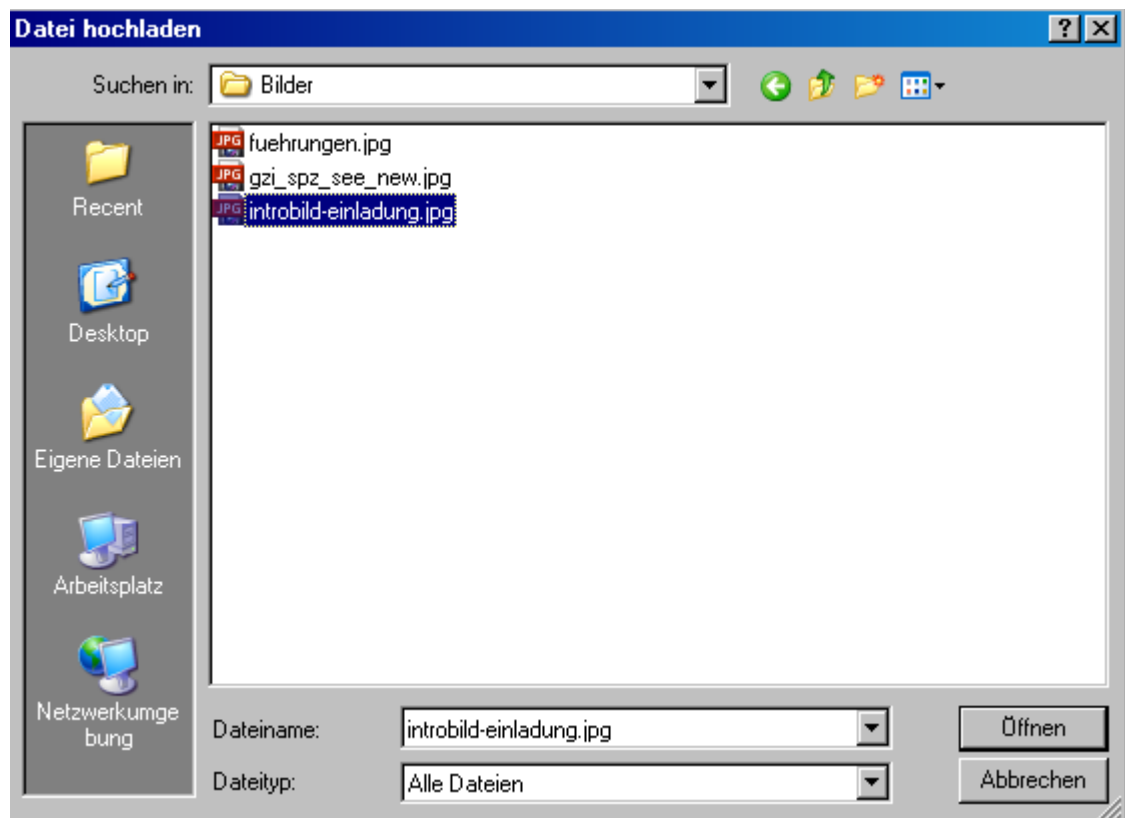 Datei hochladen
Suchen in: Bilder
fuehrungen.jpg
gzi_spz_see_new.jpg
introbild-einladung.jpg
Recent
Desktop
Eigene Dateien
Arbeitsplatz
Netzwerkumge
bung
Dateiname: introbild-einladung.jpg Öffnen
Dateityp: Alle Dateien Abbrechen